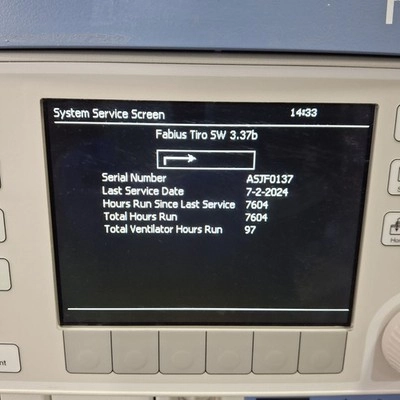 System Service Screen 14:33
Fabius Tiro SW 3.37b
Serial Number ASJF0137
Last Service Date 7-2-2024
Hours Run Since Last Service 7604
Total Hours Run 7604
Total Ventilator Hours Run 97